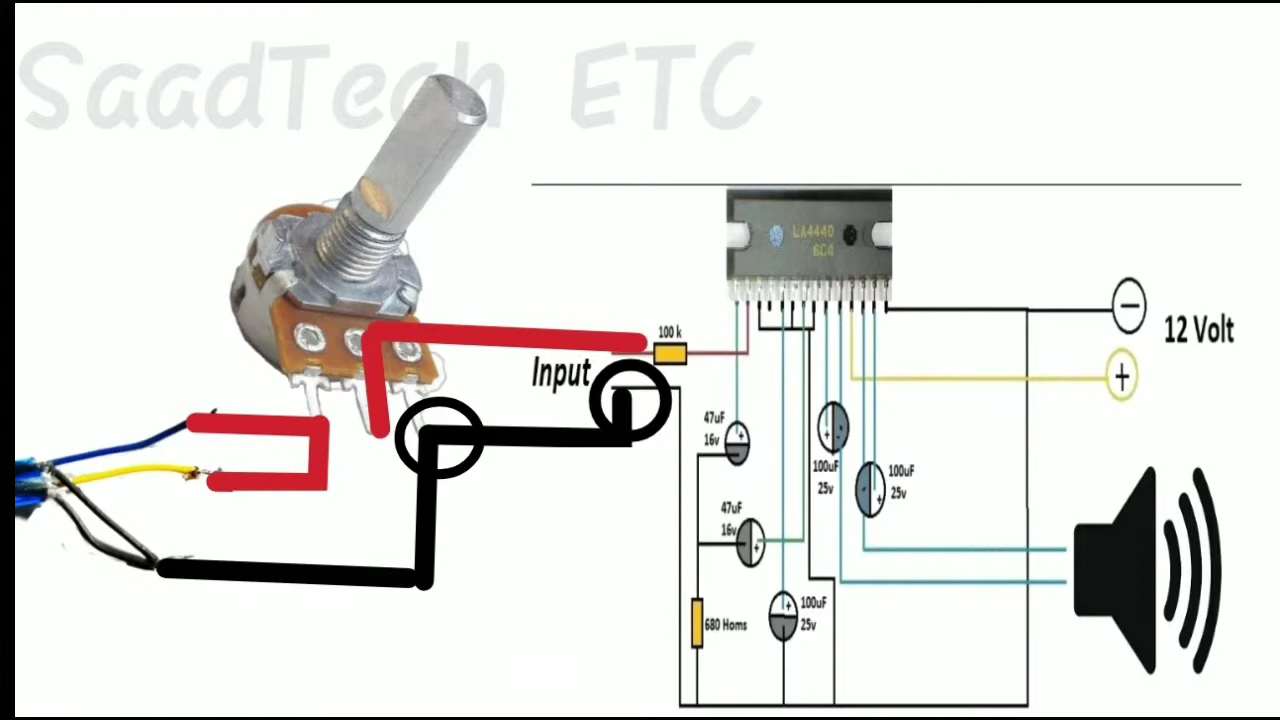 SaadTech ETC
LA4440
6C4
100 k
Input
12 Volt
−
+
47uF
16v
+
100uF
25v
+
100uF
25v
+
47uF
16v
+
100uF
25v
+
680 Homs